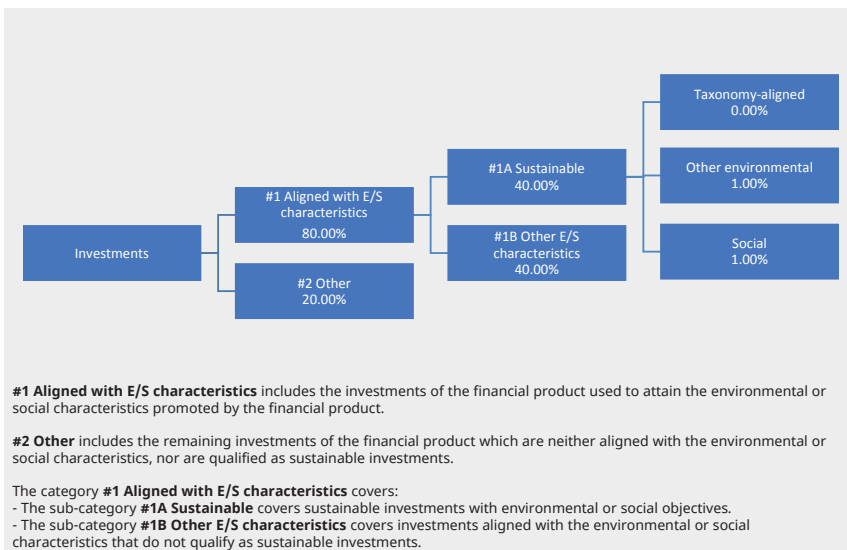 Taxonomy-aligned
0.00%
#1A Sustainable
40.00%
Other environmental
1.00%
#1 Aligned with E/S
characteristics
80.00%
#1B Other E/S
characteristics
40.00%
Social
1.00%
Investments
#2 Other
20.00%
#1 Aligned with E/S characteristics includes the investments of the financial product used to attain the environmental or
social characteristics promoted by the financial product.
#2 Other includes the remaining investments of the financial product which are neither aligned with the environmental or
social characteristics, nor are qualified as sustainable investments.
The category #1 Aligned with E/S characteristics covers:
- The sub-category #1A Sustainable covers sustainable investments with environmental or social objectives.
- The sub-category #1B Other E/S characteristics covers investments aligned with the environmental or social
characteristics that do not qualify as sustainable investments.